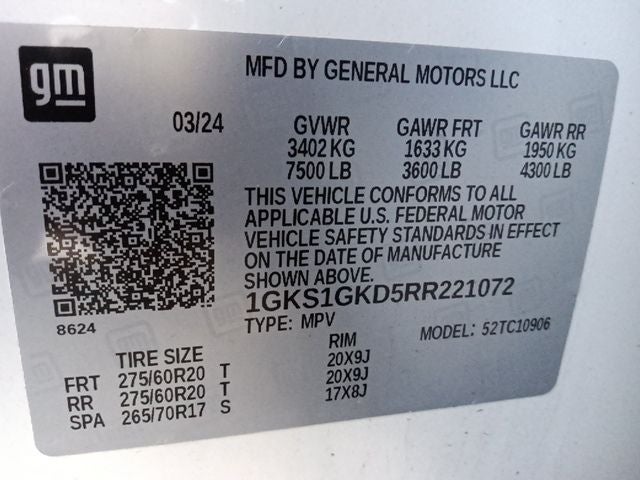 gm
MFD BY GENERAL MOTORS LLC
03/24 GVWR GAWR FRT GAWR RR
3402 KG 1633 KG 1950 KG
7500 LB 3600 LB 4300 LB
THIS VEHICLE CONFORMS TO ALL
APPLICABLE U.S. FEDERAL MOTOR
VEHICLE SAFETY STANDARDS IN EFFECT
ON THE DATE OF MANUFACTURE
SHOWN ABOVE.
1GKS1GKD5RR221072
8624
TYPE: MPV MODEL: 52TC10906
TIRE SIZE RIM
FRT 275/60R20 T 20X9J
RR 275/60R20 T 20X9J
SPA 265/70R17 S 17X8J